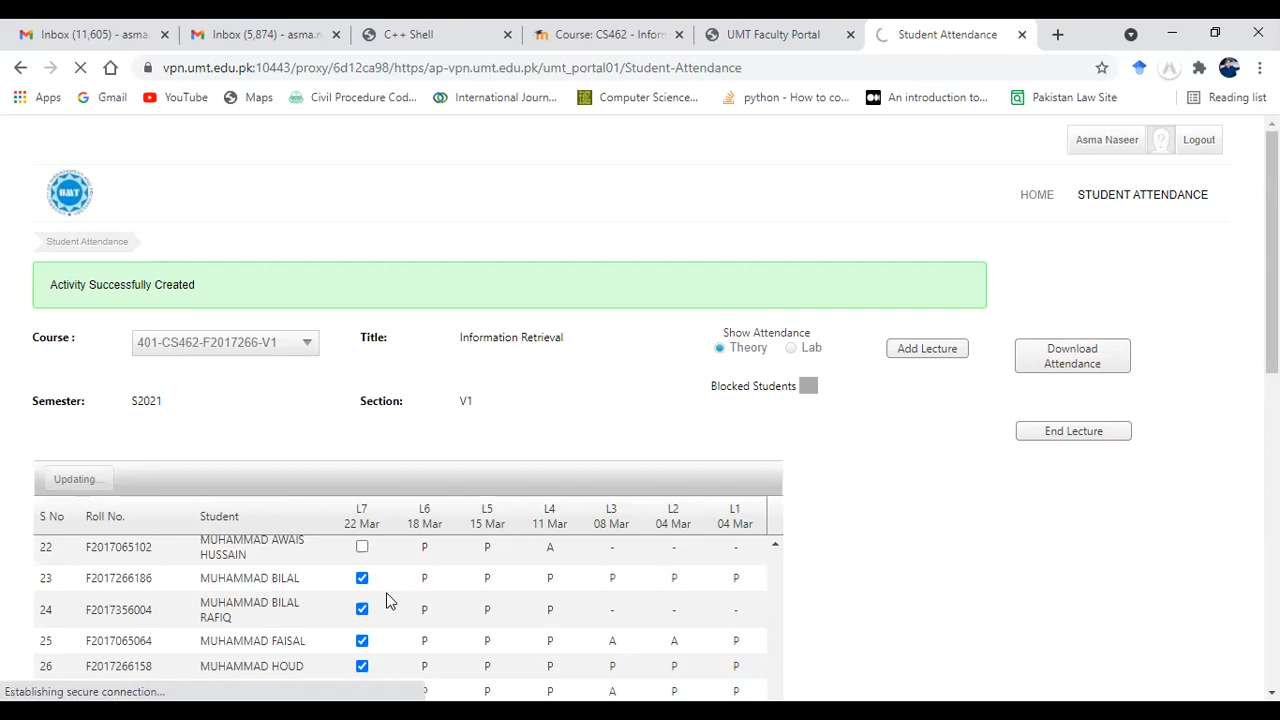 Inbox (11,605) - asma. Inbox (5,874) - asma.n C++ Shell Course: CS462 - Inform UMT Faculty Portal Student Attendance
vpn.umt.edu.pk:10443/proxy/6d12ca98/https/ap-vpn.umt.edu.pk/umt_portal01/Student-Attendance
Apps Gmail YouTube Maps Civil Procedure Cod... International Journ... Computer Science... python - How to co... An introduction to... Pakistan Law Site Reading list
Asma Naseer Logout
UMT HOME STUDENT ATTENDANCE
Student Attendance
Activity Successfully Created
Course : 401-CS462-F2017266-V1 Title: Information Retrieval Show Attendance
Theory Lab Add Lecture Download Attendance
Blocked Students
Semester: S2021 Section: V1
End Lecture
Updating...
S No Roll No. Student L7 22 Mar L6 18 Mar L5 15 Mar L4 11 Mar L3 08 Mar L2 04 Mar L1 04 Mar
22 F2017065102 MUHAMMAD AWAIS HUSSAIN P P A - - -
23 F2017266186 MUHAMMAD BILAL P P P P P P
24 F2017356004 MUHAMMAD BILAL RAFIQ P P P - - -
25 F2017065064 MUHAMMAD FAISAL P P P A A P
26 F2017266158 MUHAMMAD HOUD P P P P P P
Establishing secure connection... P P A P P